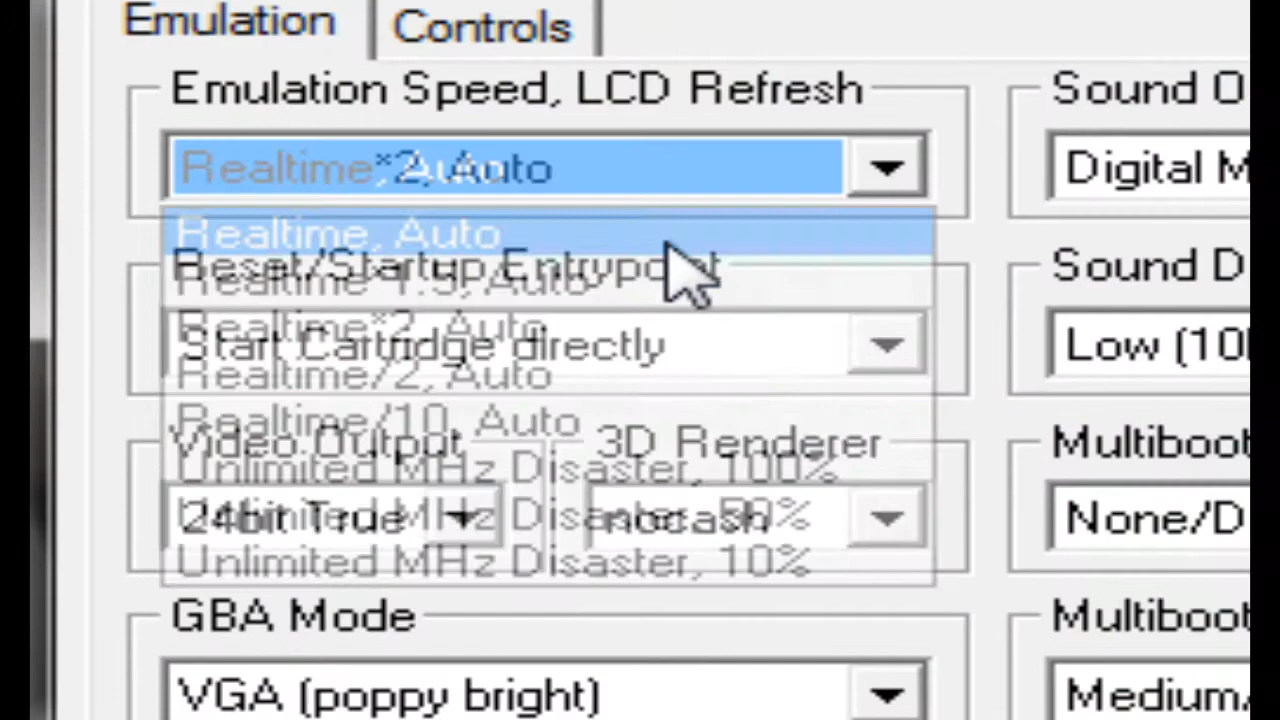 Emulation Controls
Emulation Speed, LCD Refresh
Sound O
Realtime*2, Auto
Digital M
Realtime, Auto
Reset/Startup Entrypoint
Sound D
Realtime*1.5, Auto
Realtime*2, Auto
Start Cartridge directly
Low (10
Realtime/2, Auto
Realtime/10, Auto
Video Output
3D Renderer
Multiboot
Unlimited MHz Disaster, 100%
24bit True
nocash
None/D
Unlimited MHz Disaster, 50%
Unlimited MHz Disaster, 10%
GBA Mode
Multiboot
VGA (poppy bright)
Medium/